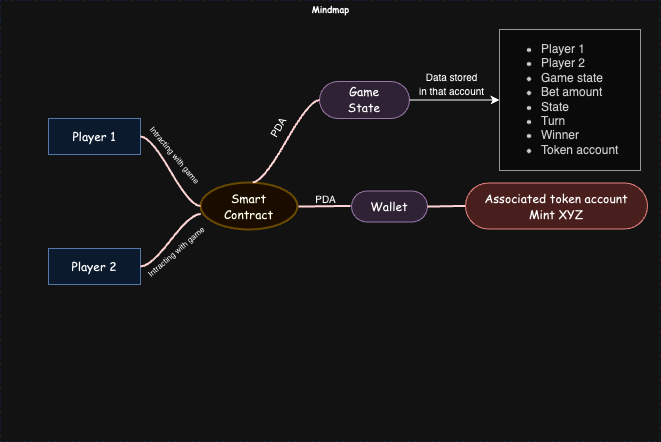 Mindmap
Player 1
Player 2
Game state
Bet amount
State
Turn
Winner
Token account
Data stored
in that account
Game
State
PDA
Player 1
Intracting with game
Smart
Contract
PDA
Wallet
Associated token account
Mint XYZ
Player 2
Intracting with game